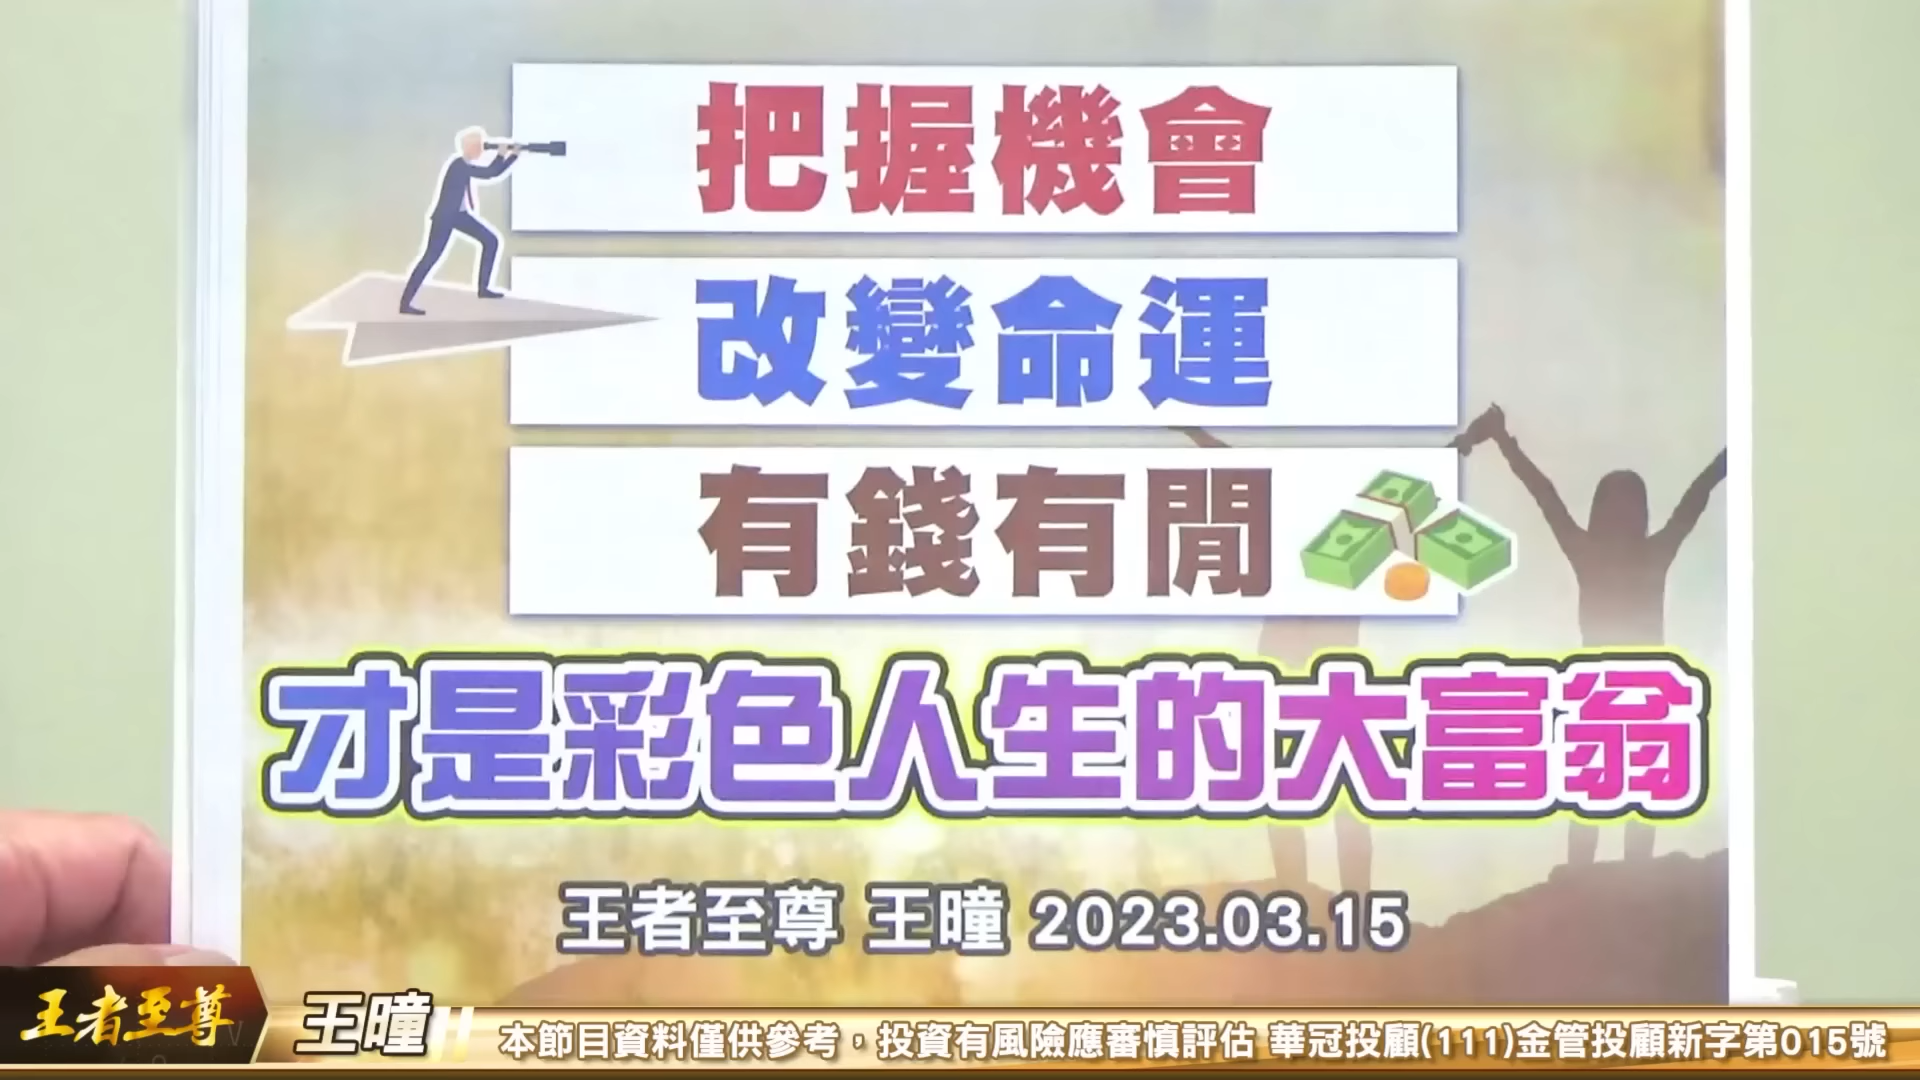 把握機會
改變命運
有錢有閒
才是彩色人生的大富翁
王者至尊 王曈 2023.03.15
王者至尊
王曈
本節目資料僅供參考，投資有風險應審慎評估 華冠投顧(111)金管投顧新字第015號